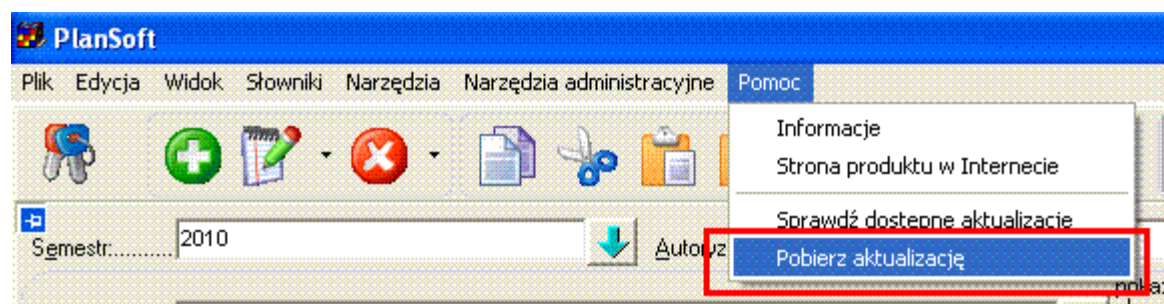 PlanSoft
Plik Edycja Widok Słowniki Narzędzia Narzędzia administracyjne Pomoc
Informacje
Strona produktu w Internecie
Semestr:.......... 2010
Sprawdź dostępne aktualizacje
Pobierz aktualizację